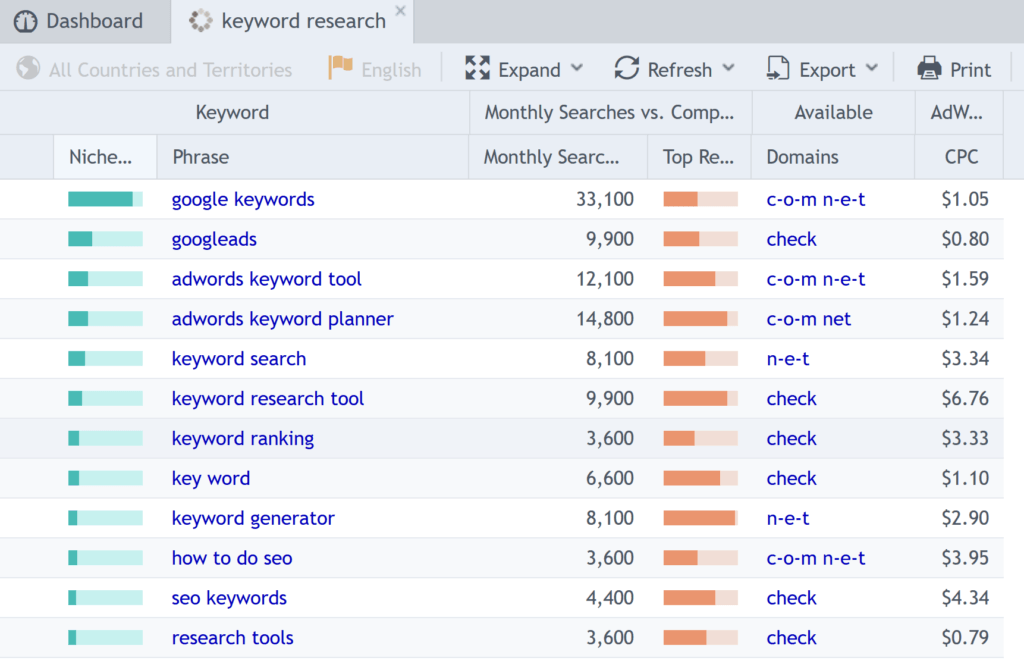 Dashboard keyword research
All Countries and Territories English Expand Refresh Export Print
Keyword Monthly Searches vs. Comp... Available AdW...
Niche... Phrase Monthly Searc... Top Re... Domains CPC
google keywords 33,100 c-o-m n-e-t $1.05
googleads 9,900 check $0.80
adwords keyword tool 12,100 c-o-m n-e-t $1.59
adwords keyword planner 14,800 c-o-m net $1.24
keyword search 8,100 n-e-t $3.34
keyword research tool 9,900 check $6.76
keyword ranking 3,600 check $3.33
key word 6,600 check $1.10
keyword generator 8,100 n-e-t $2.90
how to do seo 3,600 c-o-m n-e-t $3.95
seo keywords 4,400 check $4.34
research tools 3,600 check $0.79